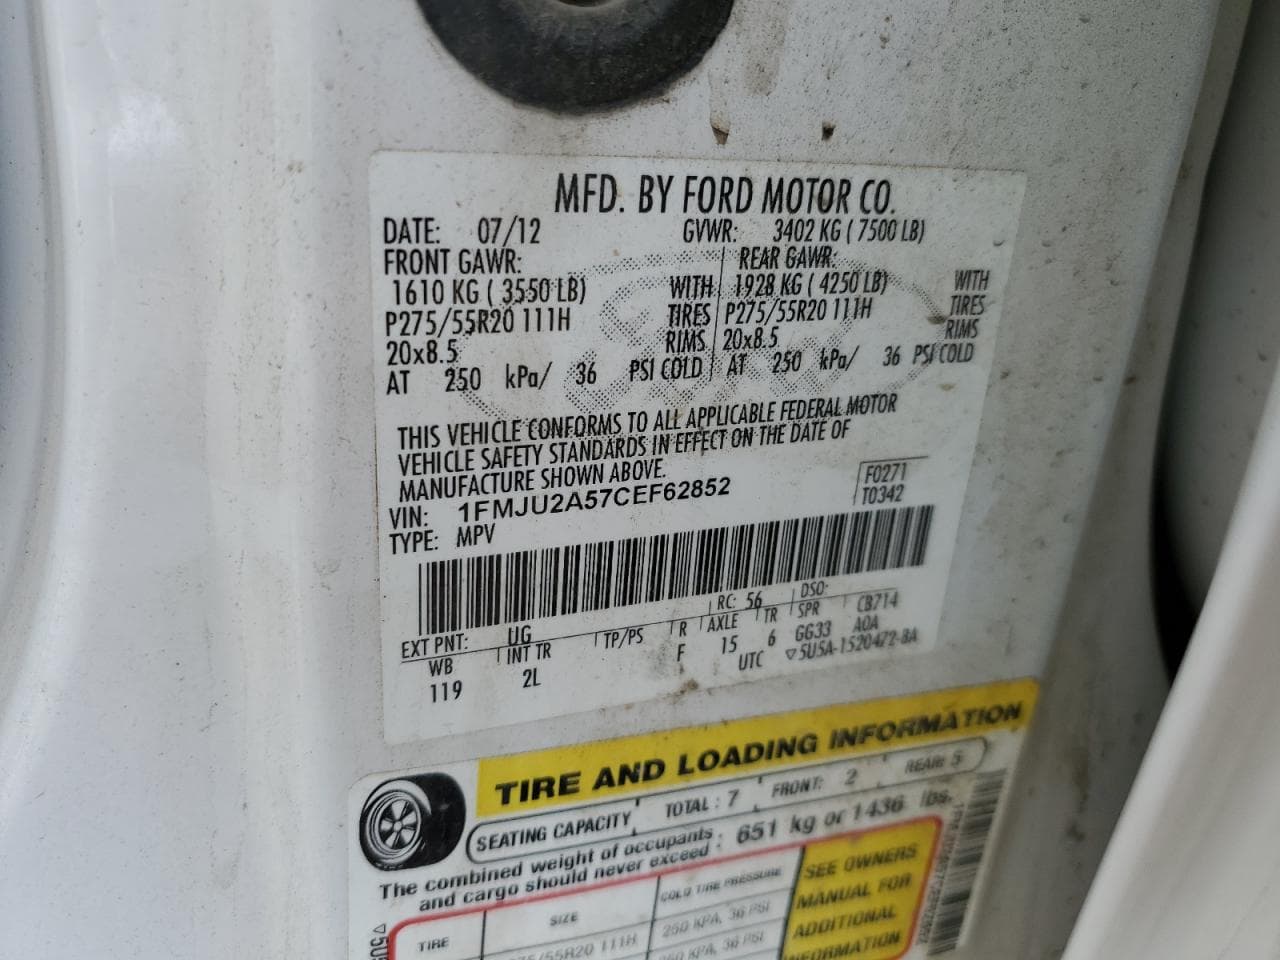 MFD. BY FORD MOTOR CO.
DATE: 07/12 GVWR: 3402 KG ( 7500 LB)
FRONT GAWR: REAR GAWR:
1610 KG ( 3550 LB) WITH 1928 KG ( 4250 LB) WITH
P275/55R20 111H TIRES P275/55R20 111H TIRES
20x8.5 RIMS 20x8.5 RIMS
AT 250 kPa/ 36 PSI COLD AT 250 kPa/ 36 PSI COLD
THIS VEHICLE CONFORMS TO ALL APPLICABLE FEDERAL MOTOR
VEHICLE SAFETY STANDARDS IN EFFECT ON THE DATE OF
MANUFACTURE SHOWN ABOVE.
F0271
VIN: 1FMJU2A57CEF62852 T0342
TYPE: MPV
EXT PNT: UG RC: 56 DSO:
WB INT TR TP/PS R AXLE TR SPR CB714
119 2L F 15 6 GG33 AOA
UTC ▽5U5A-1520472-BA
TIRE AND LOADING INFORMATION
SEATING CAPACITY TOTAL : 7 FRONT: 2 REAR: 5
The combined weight of occupants
and cargo should never exceed : 651 kg or 1436 lbs.
TIRE SIZE COLD TIRE PRESSURE
SEE OWNERS
MANUAL FOR
ADDITIONAL
275/55R20 111H 250 KPA, 36 PSI